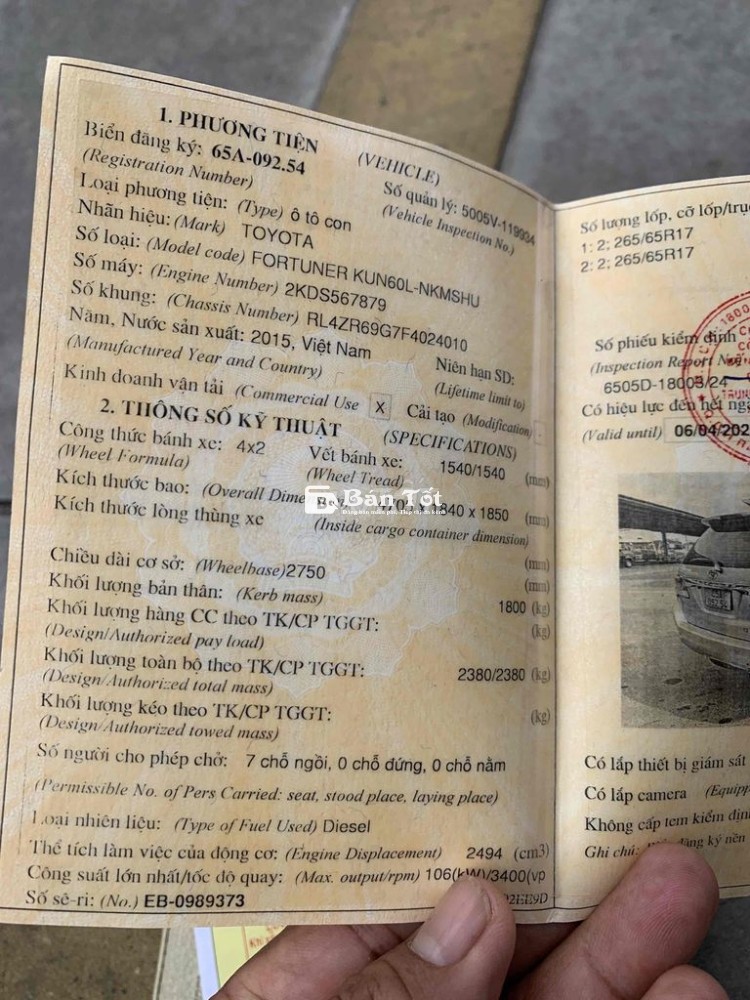 1. PHƯƠNG TIỆN (VEHICLE)
Biển đăng ký: 65A-092.54 Số quản lý: 5005V-119934
(Registration Number) (Vehicle Inspection No.)
Loại phương tiện: (Type) ô tô con
Nhãn hiệu: (Mark) TOYOTA
Số loại: (Model code) FORTUNER KUN60L-NKMSHU
Số máy: (Engine Number) 2KDS567879
Số khung: (Chassis Number) RL4ZR69G7F4024010
Năm, Nước sản xuất: 2015, Việt Nam Niên hạn SD:
(Manufactured Year and Country) (Lifetime limit to)
Kinh doanh vận tải (Commercial Use X Cải tạo (Modification)
2. THÔNG SỐ KỸ THUẬT (SPECIFICATIONS)
Công thức bánh xe: 4x2 Vết bánh xe: 1540/1540 (mm)
(Wheel Formula) (Wheel Tread)
Kích thước bao: (Overall 1840 x 1850 (mm)
Bán Tốt
Kích thước lòng thùng xe (Inside cargo container dimension)
(mm)
Chiều dài cơ sở: (Wheelbase) 2750 (mm)
Khối lượng bản thân: (Kerb mass) 1800 (kg)
Khối lượng hàng CC theo TK/CP TGGT: (kg)
(Design/Authorized pay load)
Khối lượng toàn bộ theo TK/CP TGGT: 2380/2380 (kg)
(Design/Authorized total mass)
Khối lượng kéo theo TK/CP TGGT: (kg)
(Design/Authorized towed mass)
Số người cho phép chở: 7 chỗ ngồi, 0 chỗ đứng, 0 chỗ nằm
(Permissible No. of Pers Carried: seat, stood place, laying place)
Loại nhiên liệu: (Type of Fuel Used) Diesel
Thể tích làm việc của động cơ: (Engine Displacement) 2494 (cm3)
Công suất lớn nhất/tốc độ quay: (Max. output/rpm) 106(kW)/3400(vp
Số sê-ri: (No.) EB-0989373
Số lượng lốp, cỡ lốp/trục
1: 2; 265/65R17
2: 2; 265/65R17
Số phiếu kiểm định
(Inspection Report No)
6505D-18003/24
Có hiệu lực đến hết
(Valid until) 06/04/202
Có lắp thiết bị giám sát
Có lắp camera
Không cấp tem kiểm định
Ghi chú: đăng ký nền